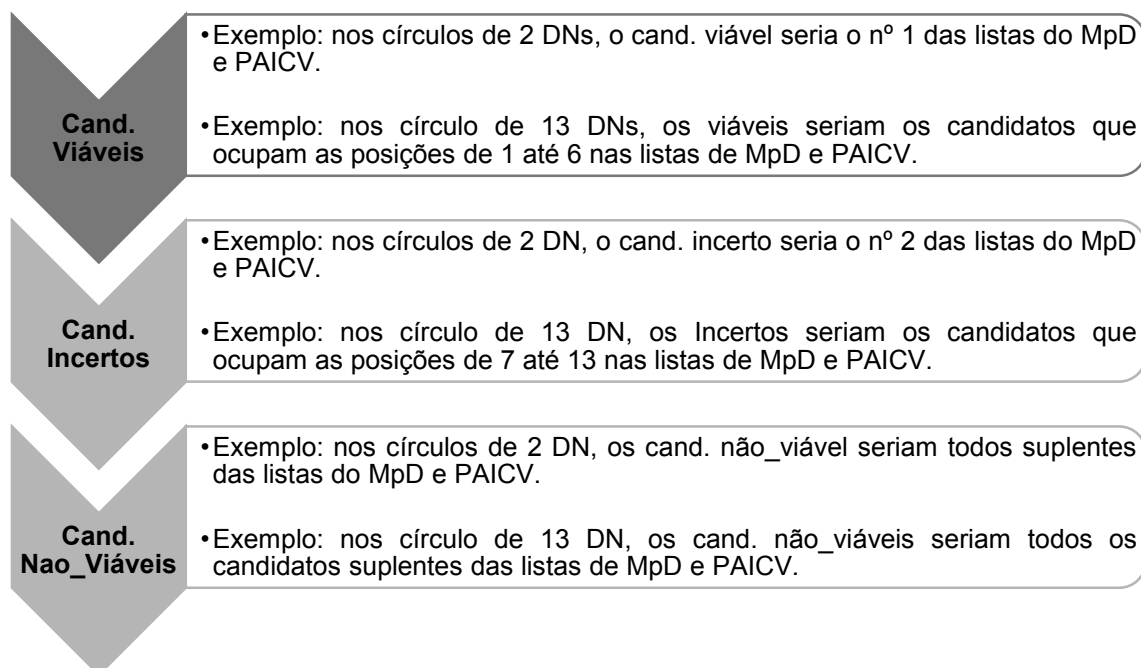 Cand.
Viáveis
•Exemplo: nos círculos de 2 DNs, o cand. viável seria o nº 1 das listas do MpD
e PAICV.
•Exemplo: nos círculo de 13 DNs, os viáveis seriam os candidatos que
ocupam as posições de 1 até 6 nas listas de MpD e PAICV.
Cand.
Incertos
•Exemplo: nos círculos de 2 DN, o cand. incerto seria o nº 2 das listas do MpD
e PAICV.
•Exemplo: nos círculo de 13 DN, os Incertos seriam os candidatos que
ocupam as posições de 7 até 13 nas listas de MpD e PAICV.
Cand.
Nao_Viáveis
•Exemplo: nos círculos de 2 DN, os cand. não_viável seriam todos suplentes
das listas do MpD e PAICV.
•Exemplo: nos círculo de 13 DN, os cand. não_viáveis seriam todos os
candidatos suplentes das listas de MpD e PAICV.